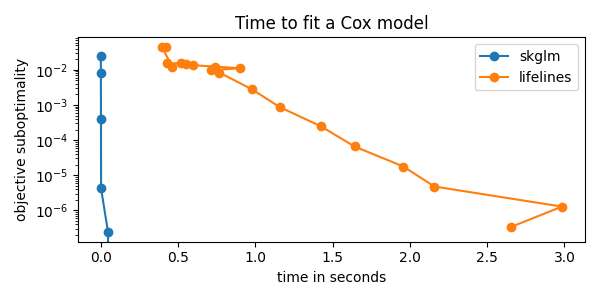 Time to fit a Cox model
objective suboptimality
10⁻²
10⁻³
10⁻⁴
10⁻⁵
10⁻⁶
skglm
lifelines
0.0 0.5 1.0 1.5 2.0 2.5 3.0
time in seconds